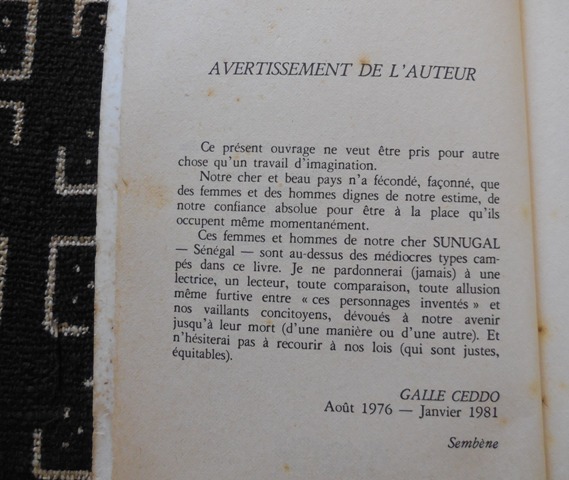 AVERTISSEMENT DE L'AUTEUR
Ce présent ouvrage ne veut être pris pour autre
chose qu'un travail d'imagination.
Notre cher et beau pays n'a fécondé, façonné, que
des femmes et des hommes dignes de notre estime, de
notre confiance absolue pour être à la place qu'ils
occupent même momentanément.
Ces femmes et hommes de notre cher SUNUGAL
— Sénégal — sont au-dessus des médiocres types cam-
pés dans ce livre. Je ne pardonnerai (jamais) à une
lectrice, un lecteur, toute comparaison, toute allusion
même furtive entre « ces personnages inventés » et
nos vaillants concitoyens, dévoués à notre avenir
jusqu'à leur mort (d'une manière ou d'une autre). Et
n'hésiterai pas à recourir à nos lois (qui sont justes,
équitables).
GALLE CEDDO
Août 1976 — Janvier 1981
Sembène